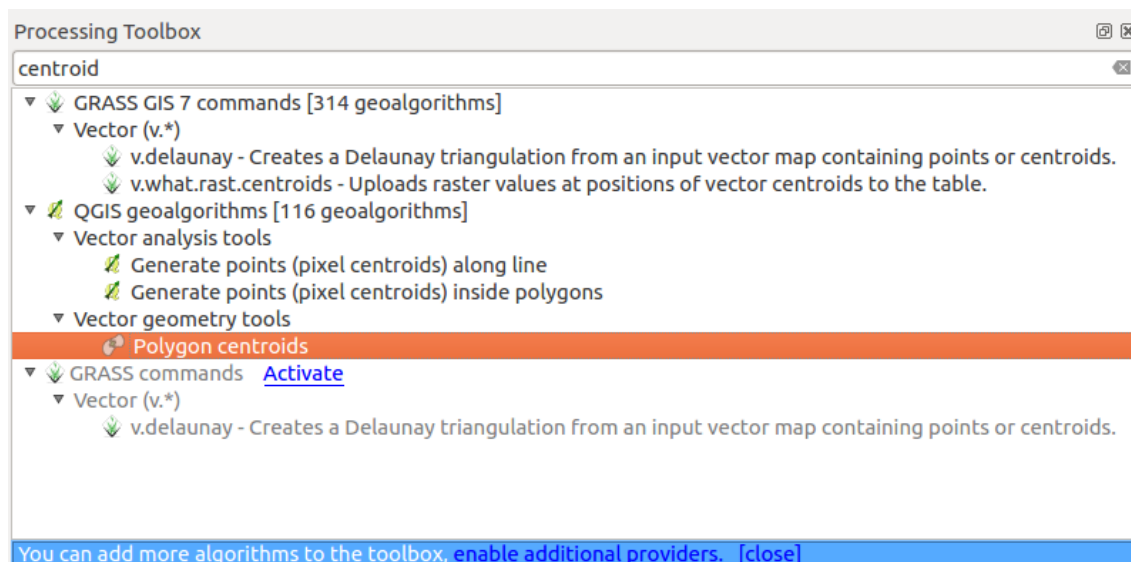 Processing Toolbox
centroid
GRASS GIS 7 commands [314 geoalgorithms]
Vector (v.*)
v.delaunay - Creates a Delaunay triangulation from an input vector map containing points or centroids.
v.what.rast.centroids - Uploads raster values at positions of vector centroids to the table.
QGIS geoalgorithms [116 geoalgorithms]
Vector analysis tools
Generate points (pixel centroids) along line
Generate points (pixel centroids) inside polygons
Vector geometry tools
Polygon centroids
GRASS commands Activate
Vector (v.*)
v.delaunay - Creates a Delaunay triangulation from an input vector map containing points or centroids.
You can add more algorithms to the toolbox, enable additional providers. [close]